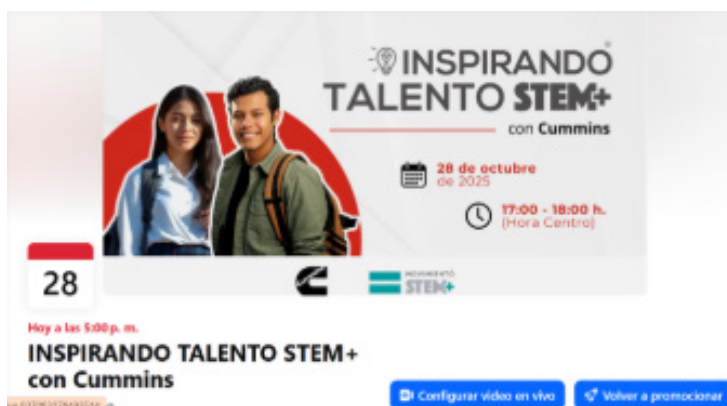 INSPIRANDO
TALENTO STEM+
con Cummins
28 de octubre
de 2025
17:00 - 18:00 h.
(Hora Centro)
MOVIMIENTO
STEM+
28
Hoy a las 5:00 p. m.
INSPIRANDO TALENTO STEM+
con Cummins
Configurar video en vivo
Volver a promocionar